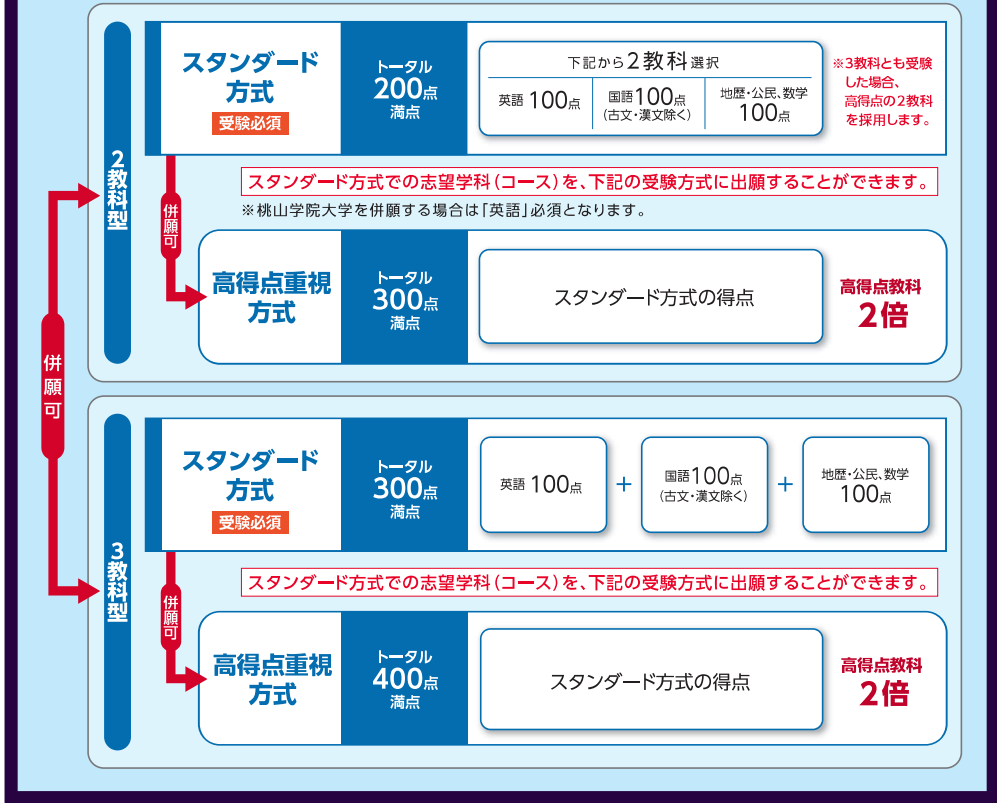 併願可
2教科型
スタンダード
方式
受験必須
トータル
200点
満点
下記から2教科選択
英語 100点
国語100点
(古文・漢文除く)
地歴・公民、数学
100点
※3教科とも受験
した場合、
高得点の2教科
を採用します。
併願可
スタンダード方式での志望学科(コース)を、下記の受験方式に出願することができます。
※桃山学院大学を併願する場合は「英語」必須となります。
高得点重視
方式
トータル
300点
満点
スタンダード方式の得点
高得点教科
2倍
3教科型
スタンダード
方式
受験必須
トータル
300点
満点
英語 100点
+
国語100点
(古文・漢文除く)
+
地歴・公民、数学
100点
併願可
スタンダード方式での志望学科(コース)を、下記の受験方式に出願することができます。
高得点重視
方式
トータル
400点
満点
スタンダード方式の得点
高得点教科
2倍